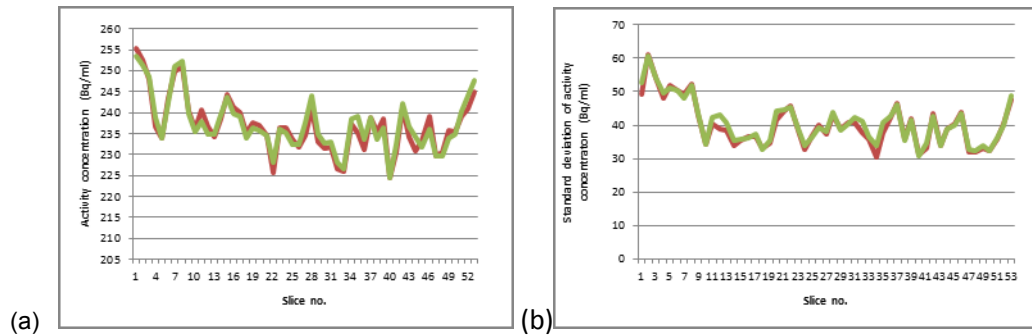 260
255
250
245
240
235
230
225
220
215
210
205
Activity concentration (Bq/ml)
1 4 7 10 13 16 19 22 25 28 31 34 37 40 43 46 49 52
Slice no.
(a)
70
60
50
40
30
20
10
0
Standard deviation of activity
concentration (Bq/ml)
1 3 5 7 9 11 13 15 17 19 21 23 25 27 29 31 33 35 37 39 41 43 45 47 49 51 53
Slice no.
(b)